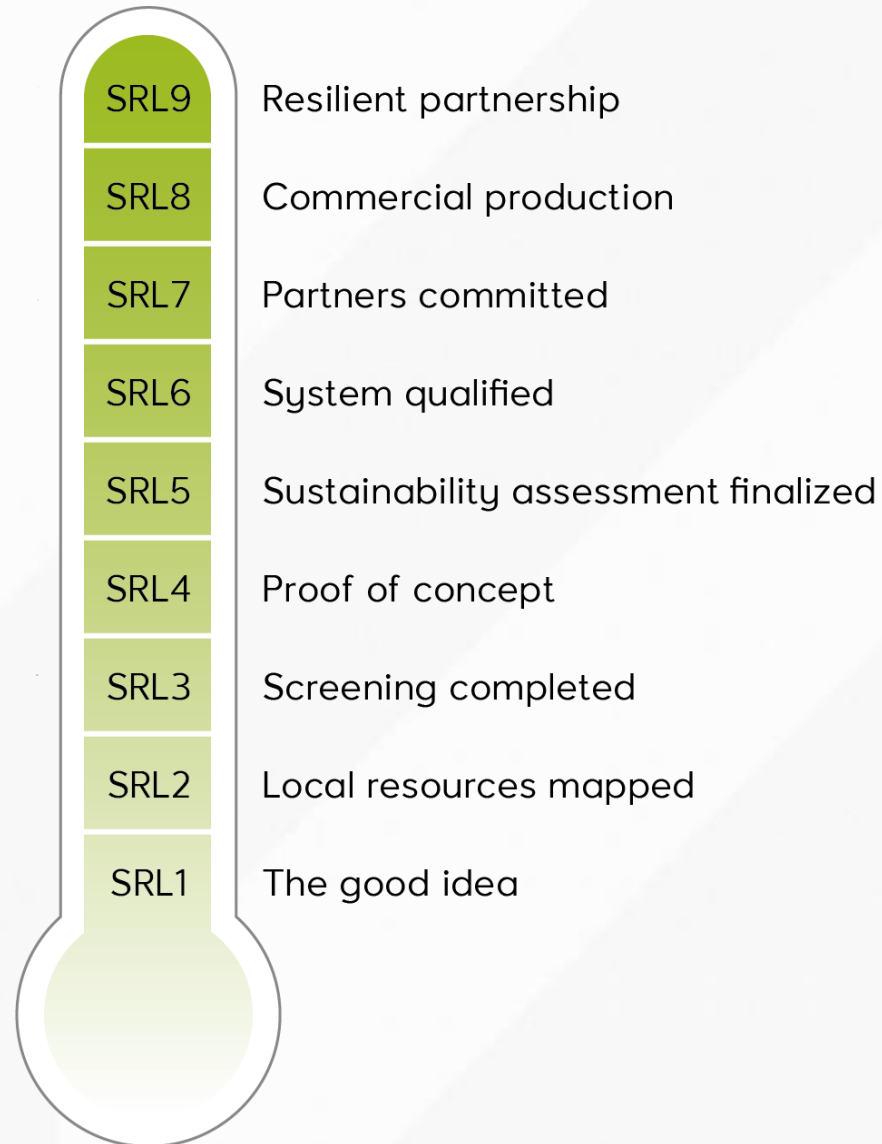 SRL9 Resilient partnership
SRL8 Commercial production
SRL7 Partners committed
SRL6 System qualified
SRL5 Sustainability assessment finalized
SRL4 Proof of concept
SRL3 Screening completed
SRL2 Local resources mapped
SRL1 The good idea